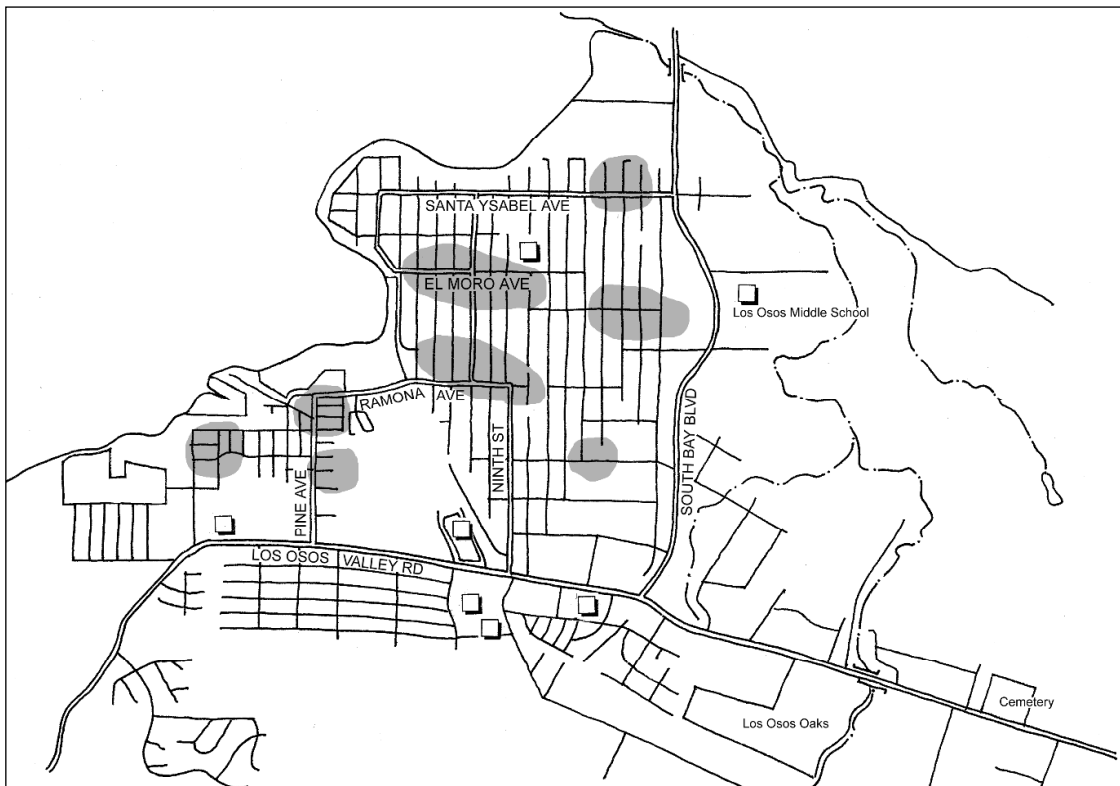 SANTA YSABEL AVE
EL MORO AVE
Los Osos Middle School
RAMONA AVE
NINTH ST
SOUTH BAY BLVD
PINE AVE
LOS OSOS VALLEY RD
Cemetery
Los Osos Oaks